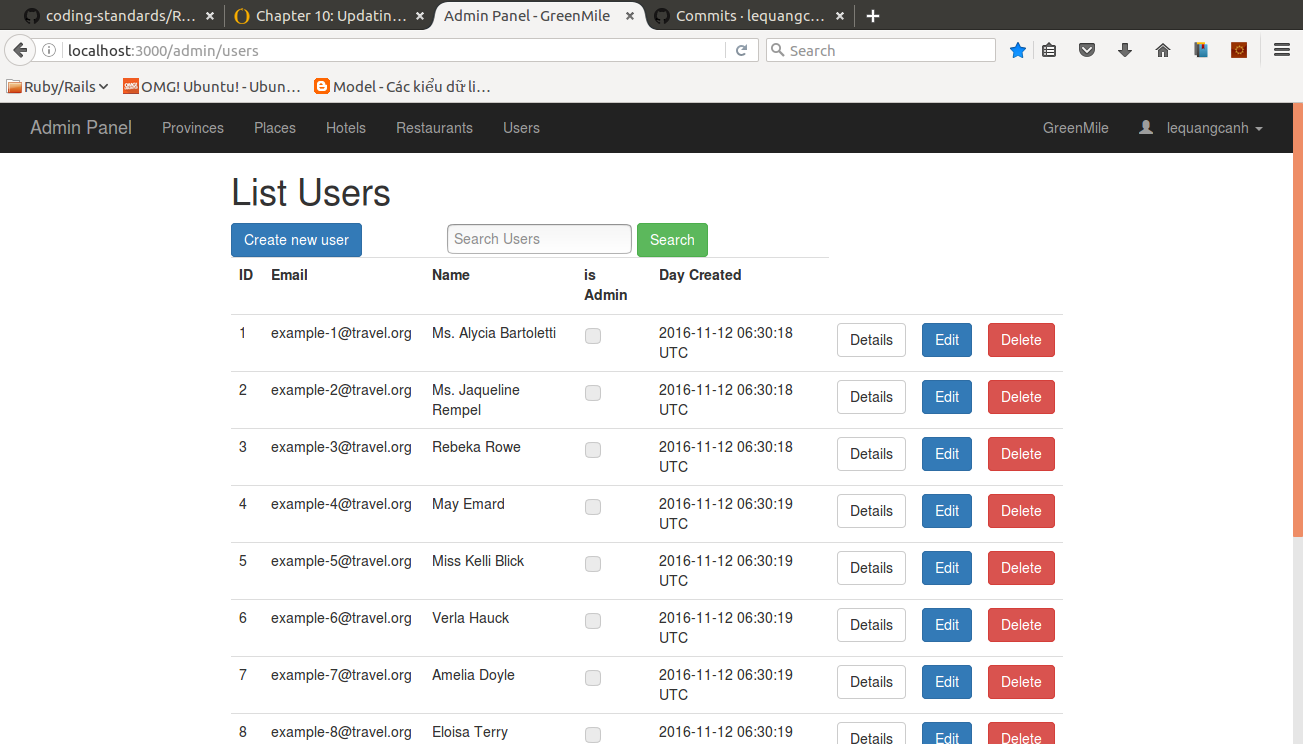 coding-standards/R... × Chapter 10: Updatin... × Admin Panel - GreenMile × Commits · lequangc... ×
localhost:3000/admin/users Search
Ruby/Rails OMG! Ubuntu! - Ubun... Model - Các kiểu dữ li...
Admin Panel Provinces Places Hotels Restaurants Users GreenMile lequangcanh
List Users
Create new user Search Users Search
ID Email Name is Admin Day Created
1 example-1@travel.org Ms. Alycia Bartoletti 2016-11-12 06:30:18 UTC Details Edit Delete
2 example-2@travel.org Ms. Jaqueline Rempel 2016-11-12 06:30:18 UTC Details Edit Delete
3 example-3@travel.org Rebeka Rowe 2016-11-12 06:30:18 UTC Details Edit Delete
4 example-4@travel.org May Emard 2016-11-12 06:30:19 UTC Details Edit Delete
5 example-5@travel.org Miss Kelli Blick 2016-11-12 06:30:19 UTC Details Edit Delete
6 example-6@travel.org Verla Hauck 2016-11-12 06:30:19 UTC Details Edit Delete
7 example-7@travel.org Amelia Doyle 2016-11-12 06:30:19 UTC Details Edit Delete
8 example-8@travel.org Eloisa Terry 2016-11-12 06:30:19 Details Edit Delete